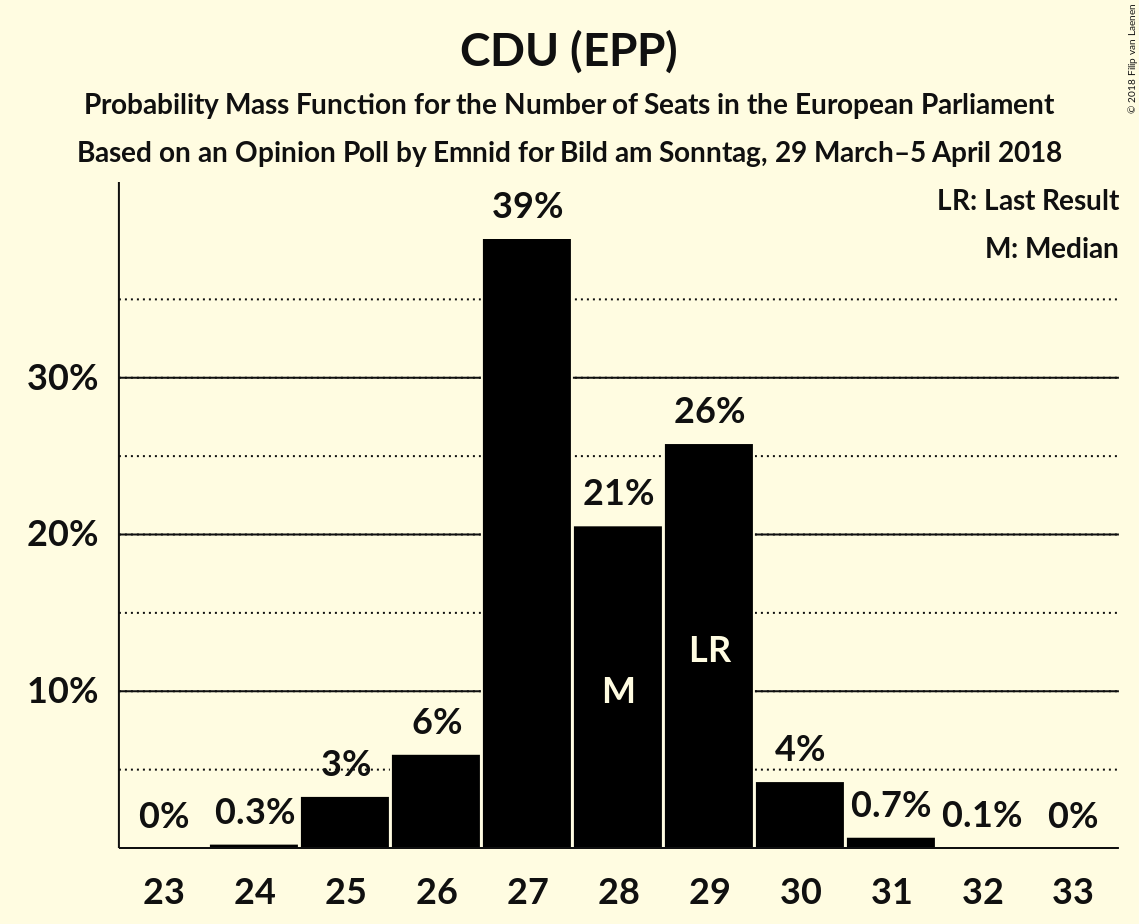 CDU (EPP)
Probability Mass Function for the Number of Seats in the European Parliament
Based on an Opinion Poll by Emnid for Bild am Sonntag, 29 March–5 April 2018
© 2018 Filip van Laenen
LR: Last Result
M: Median
30%
20%
10%
0%
0.3%
3%
6%
39%
21%
26%
4%
0.7%
0.1%
0%
M
LR
23 24 25 26 27 28 29 30 31 32 33